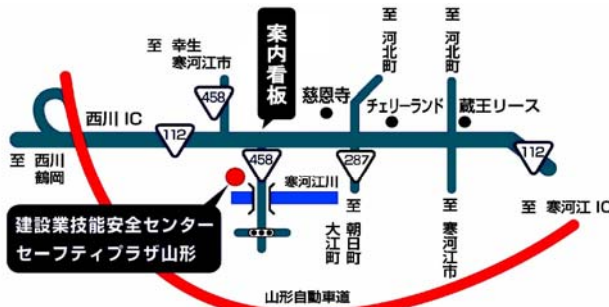 至 幸生
寒河江市
458
案内看板
至 河北町
至 河北町
慈恩寺
チェリーランド
蔵王リース
西川 IC
112
至 西川
鶴岡
458
287
112
寒河江川
建設業技能安全センター
セーフティプラザ山形
至 朝日町
大江町
至 寒河江市
至 寒河江 IC
山形自動車道